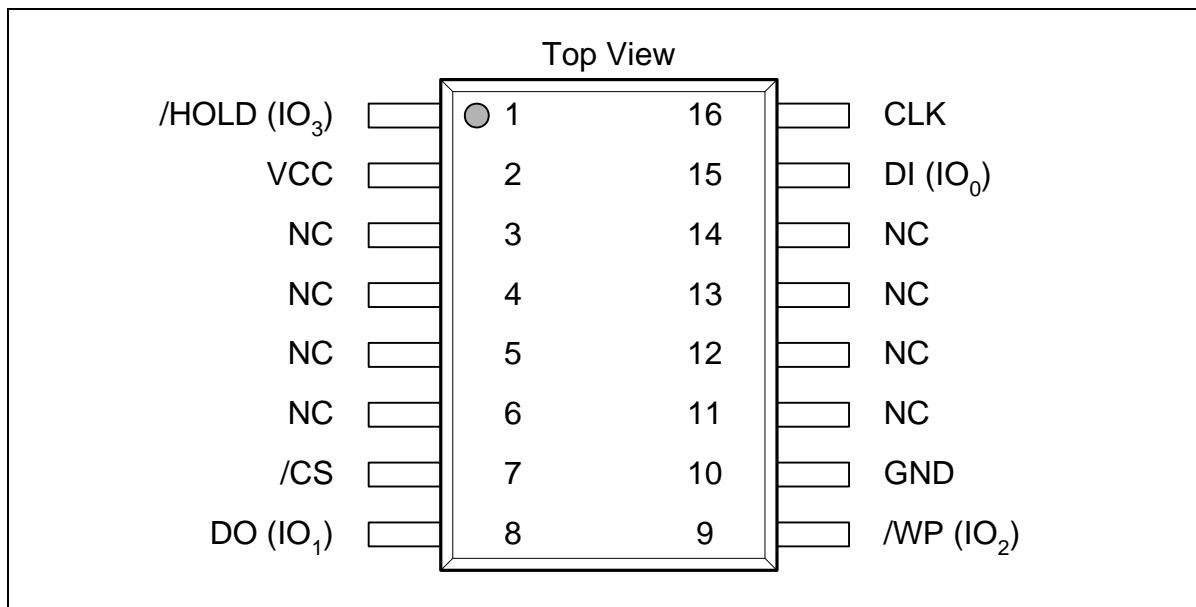 Top View
/HOLD (IO₃) 1 16 CLK
VCC 2 15 DI (IO₀)
NC 3 14 NC
NC 4 13 NC
NC 5 12 NC
NC 6 11 NC
/CS 7 10 GND
DO (IO₁) 8 9 /WP (IO₂)